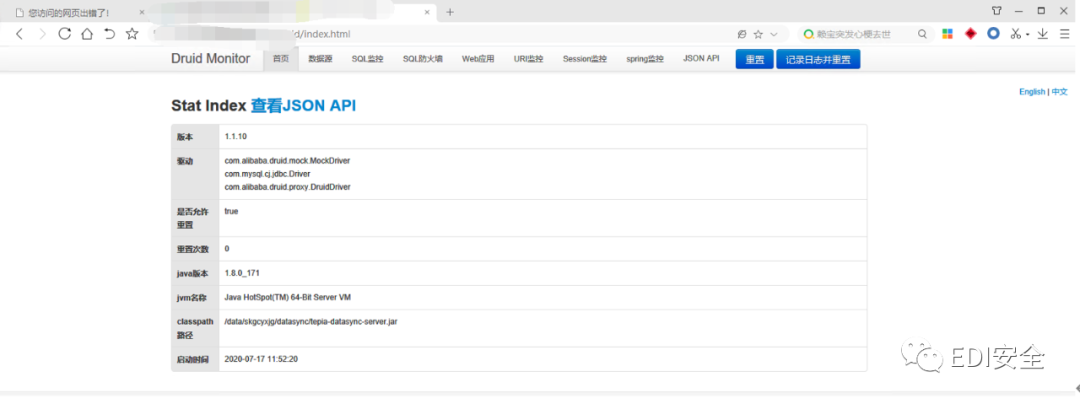 您访问的网页出错了!
d/index.html
赖宝突发心梗去世
Druid Monitor 首页 数据源 SQL监控 SQL防火墙 Web应用 URI监控 Session监控 spring监控 JSON API 重置 记录日志并重置
English | 中文
Stat Index 查看JSON API
版本 1.1.10
驱动 com.alibaba.druid.mock.MockDriver
com.mysql.cj.jdbc.Driver
com.alibaba.druid.proxy.DruidDriver
是否允许重置 true
重置次数 0
java版本 1.8.0_171
jvm名称 Java HotSpot(TM) 64-Bit Server VM
classpath路径 /data/skgcyxjg/datasync/tepia-datasync-server.jar
启动时间 2020-07-17 11:52:20
EDI安全